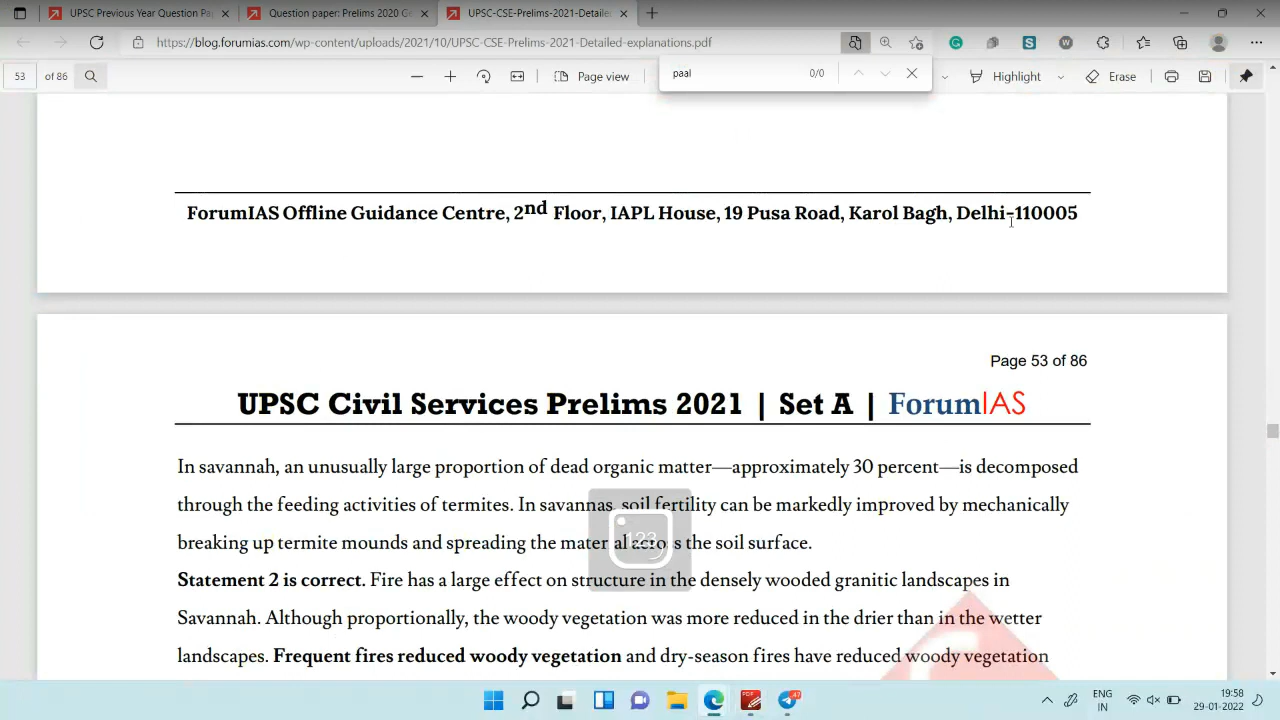 UPSC Previous Year Question Pa
Question paper: Prelims 2020 G
UPSC-CSE-Prelims-2021-Detaile
https://blog.forumias.com/wp-content/uploads/2021/10/UPSC-CSE-Prelims-2021-Detailed-explanations.pdf
53 of 86
Page view
paal 0/0
Highlight
Erase
ForumIAS Offline Guidance Centre, 2nd Floor, IAPL House, 19 Pusa Road, Karol Bagh, Delhi-110005
Page 53 of 86
UPSC Civil Services Prelims 2021 | Set A | ForumIAS
In savannah, an unusually large proportion of dead organic matter—approximately 30 percent—is decomposed
through the feeding activities of termites. In savannas, soil fertility can be markedly improved by mechanically
breaking up termite mounds and spreading the material across the soil surface.
123
Statement 2 is correct. Fire has a large effect on structure in the densely wooded granitic landscapes in
Savannah. Although proportionally, the woody vegetation was more reduced in the drier than in the wetter
landscapes. Frequent fires reduced woody vegetation and dry-season fires have reduced woody vegetation
PDF
47
ENG
IN
19:58
29-01-2022